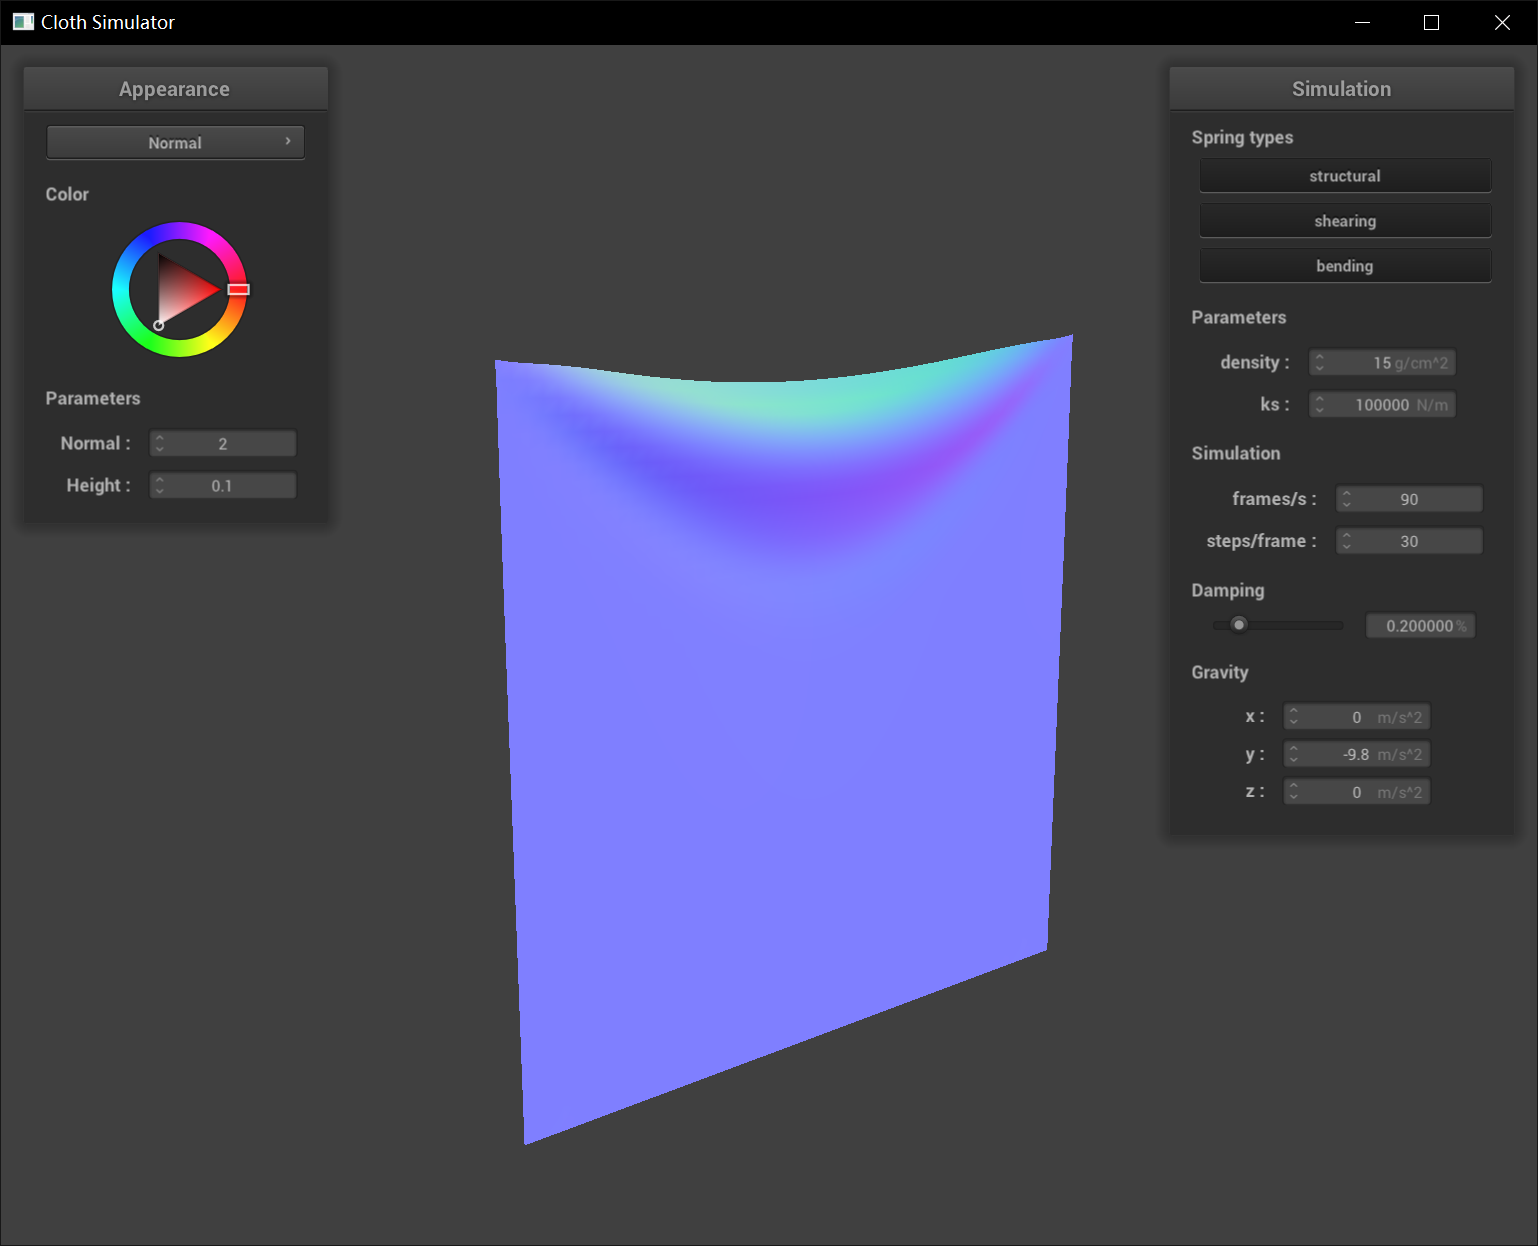 Cloth Simulator
Appearance
Normal
Color
Parameters
Normal : 2
Height : 0.1
Simulation
Spring types
structural
shearing
bending
Parameters
density : 15 g/cm^2
ks : 100000 N/m
Simulation
frames/s : 90
steps/frame : 30
Damping
0.200000 %
Gravity
x : 0 m/s^2
y : -9.8 m/s^2
z : 0 m/s^2